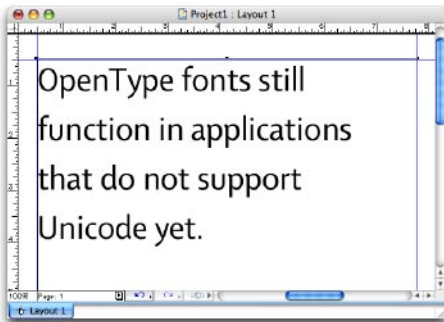 Project1 : Layout 1
OpenType fonts still
function in applications
that do not support
Unicode yet.
100% Page: 1
Layout 1